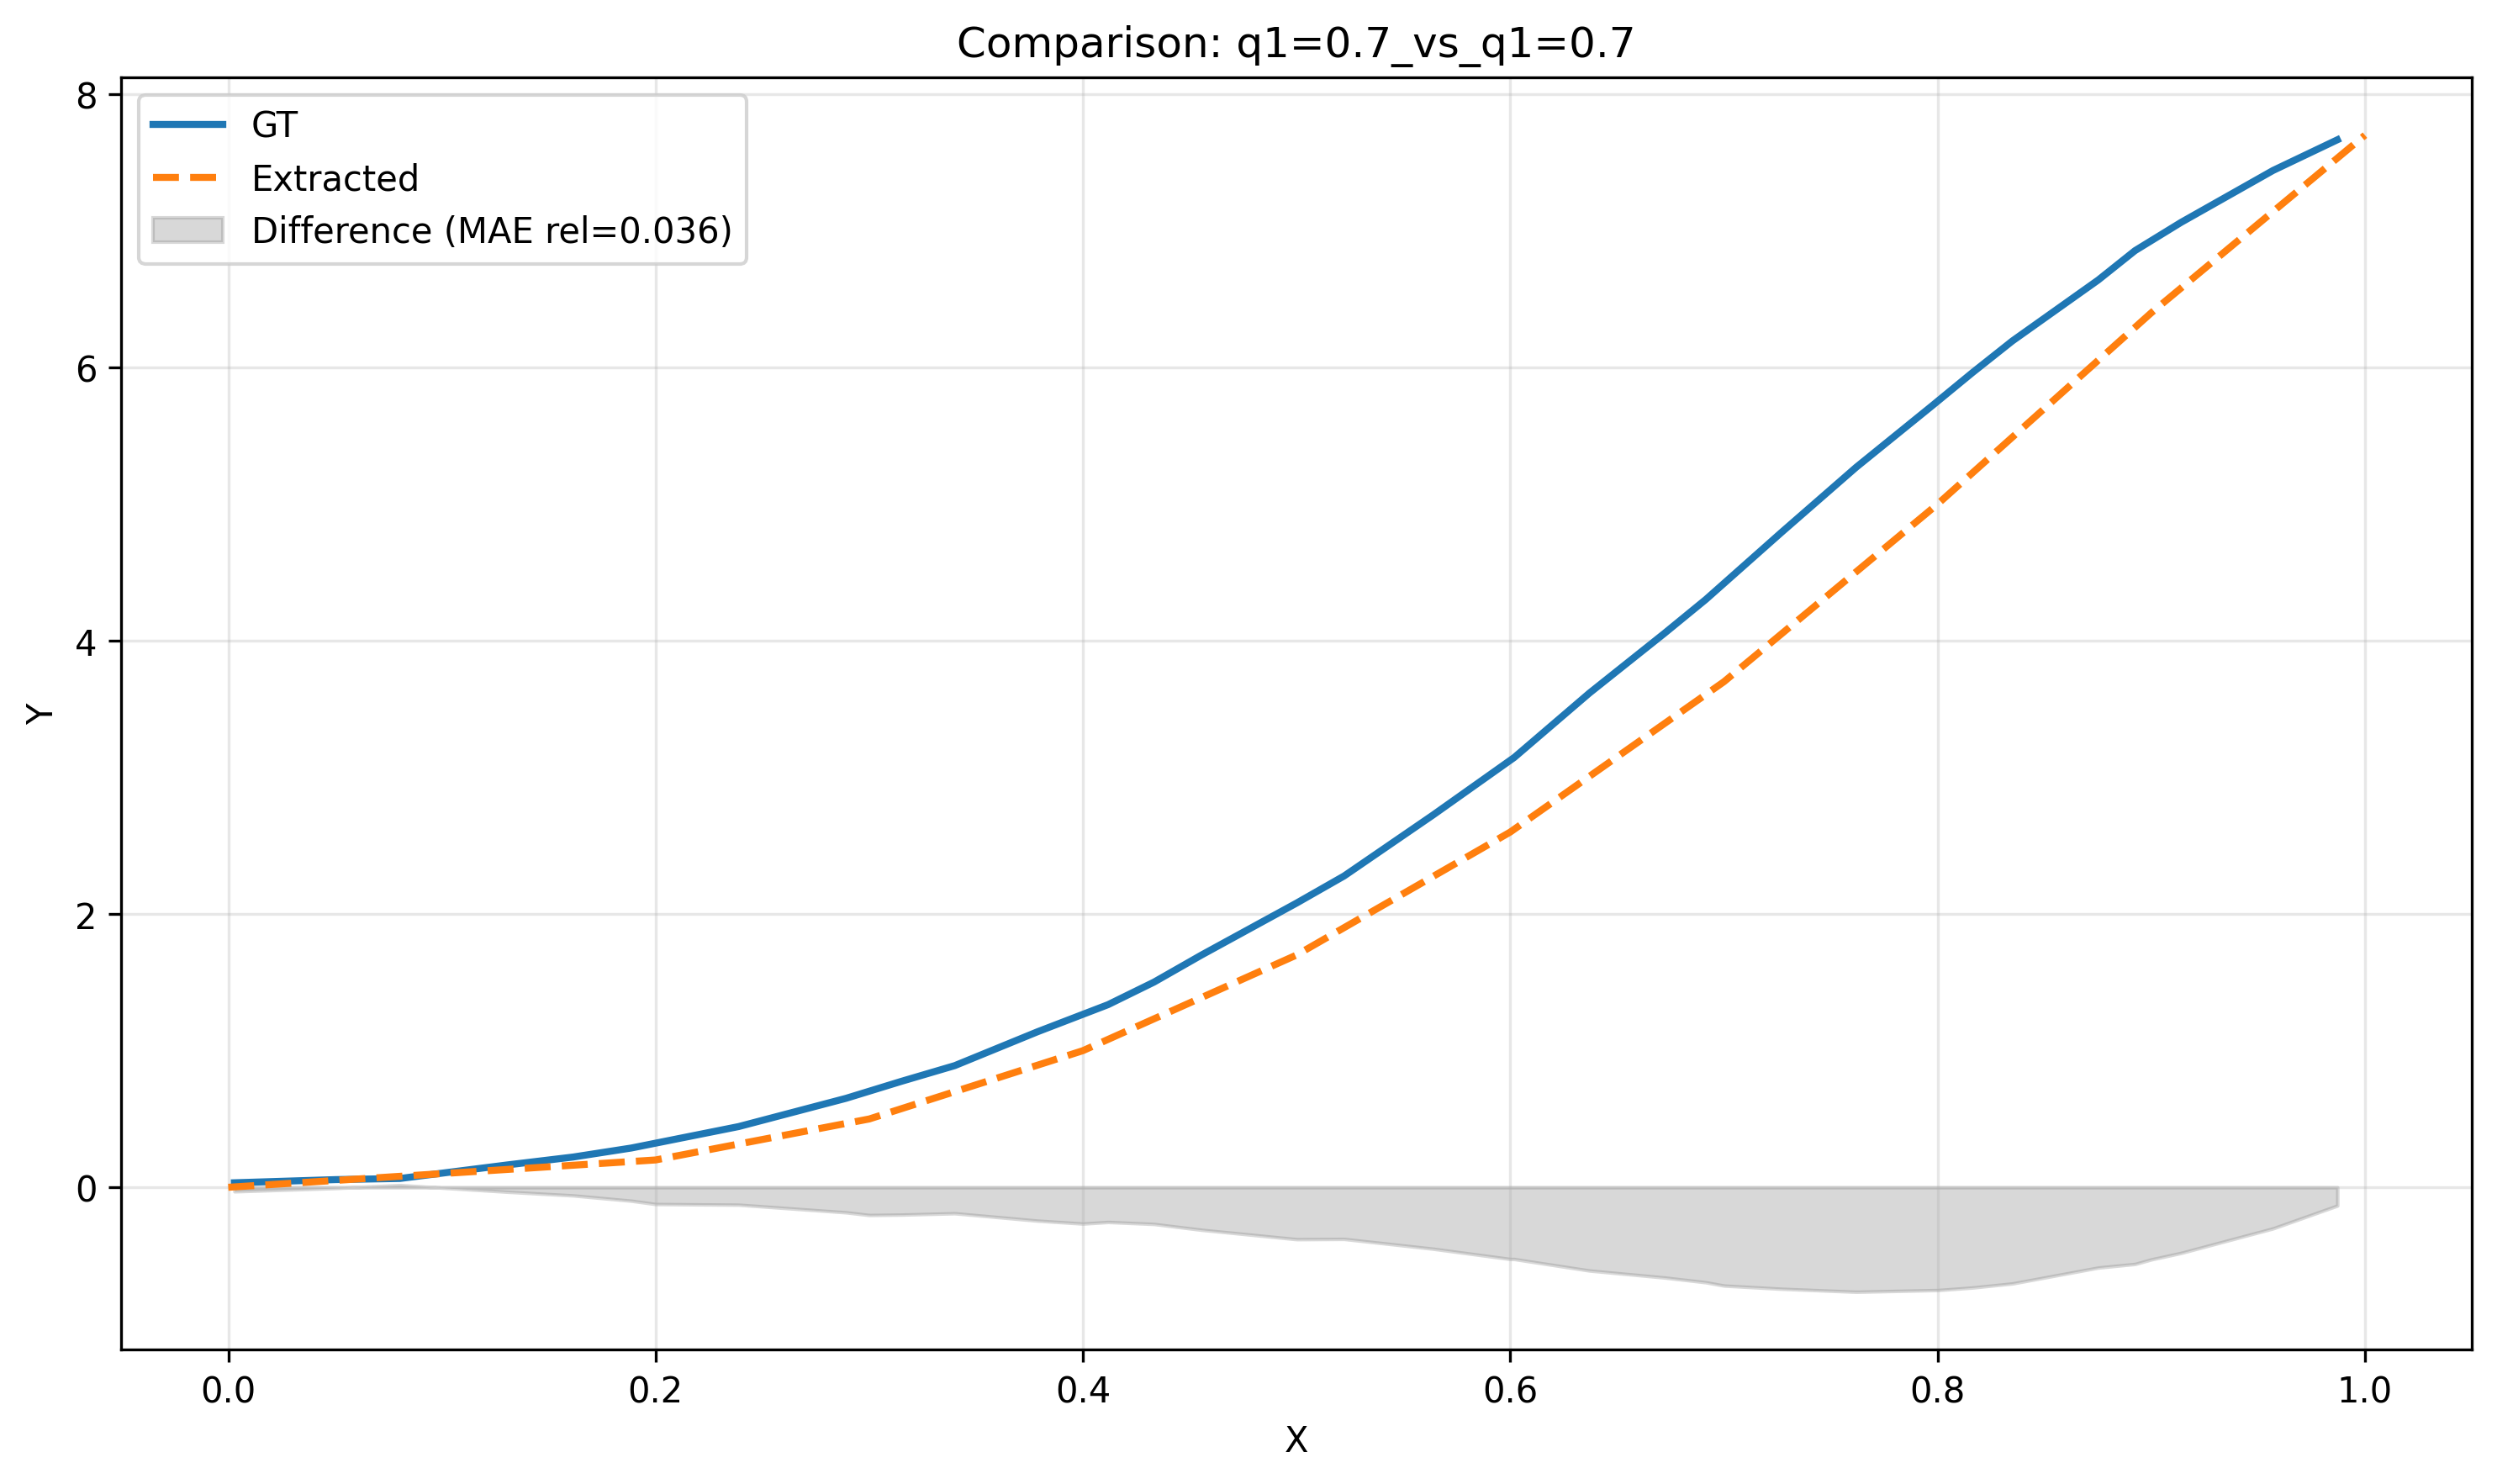 Comparison: q1=0.7_vs_q1=0.7
GT
Extracted
Difference (MAE rel=0.036)
8
6
4
2
0
Y
0.0 0.2 0.4 0.6 0.8 1.0
X